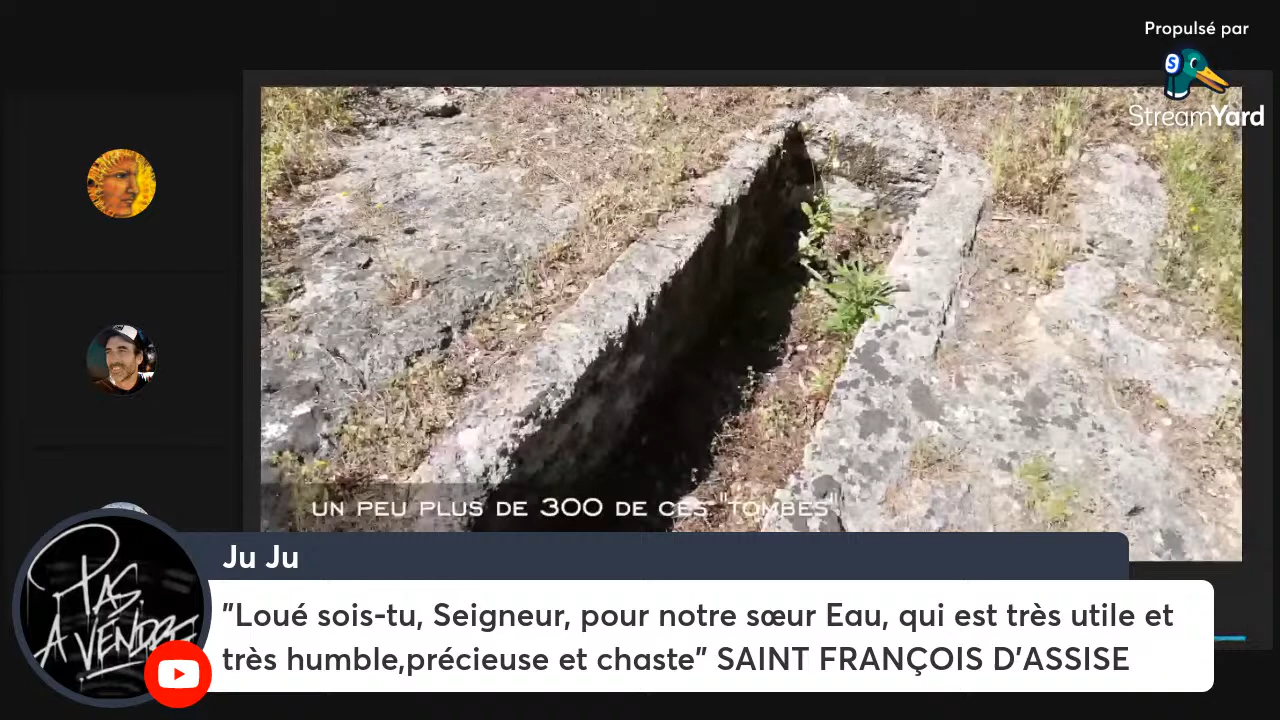 Propulsé par
StreamYard
UN PEU PLUS DE 300 DE CES "TOMBES"
Ju Ju
"Loué sois-tu, Seigneur, pour notre sœur Eau, qui est très utile et
très humble,précieuse et chaste" SAINT FRANÇOIS D'ASSISE
PAS
A VENDRE